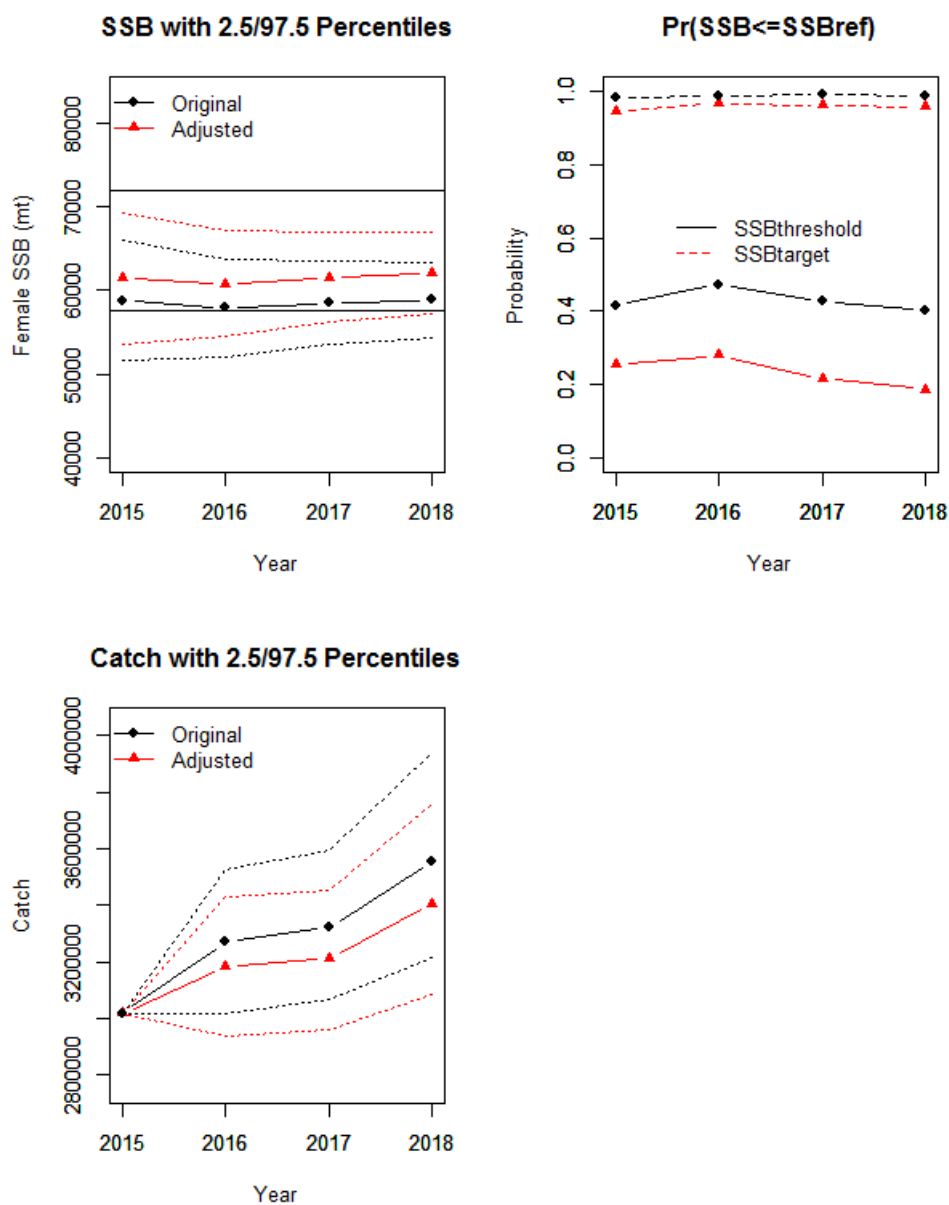 SSB with 2.5/97.5 Percentiles
Original
Adjusted
Female SSB (mt)
80000
70000
60000
50000
40000
2015 2016 2017 2018
Year
Pr(SSB<=SSBref)
SSBthreshold
SSBtarget
Probability
1.0
0.8
0.6
0.4
0.2
0.0
2015 2016 2017 2018
Year
Catch with 2.5/97.5 Percentiles
Original
Adjusted
Catch
4000000
3600000
3200000
2800000
2015 2016 2017 2018
Year